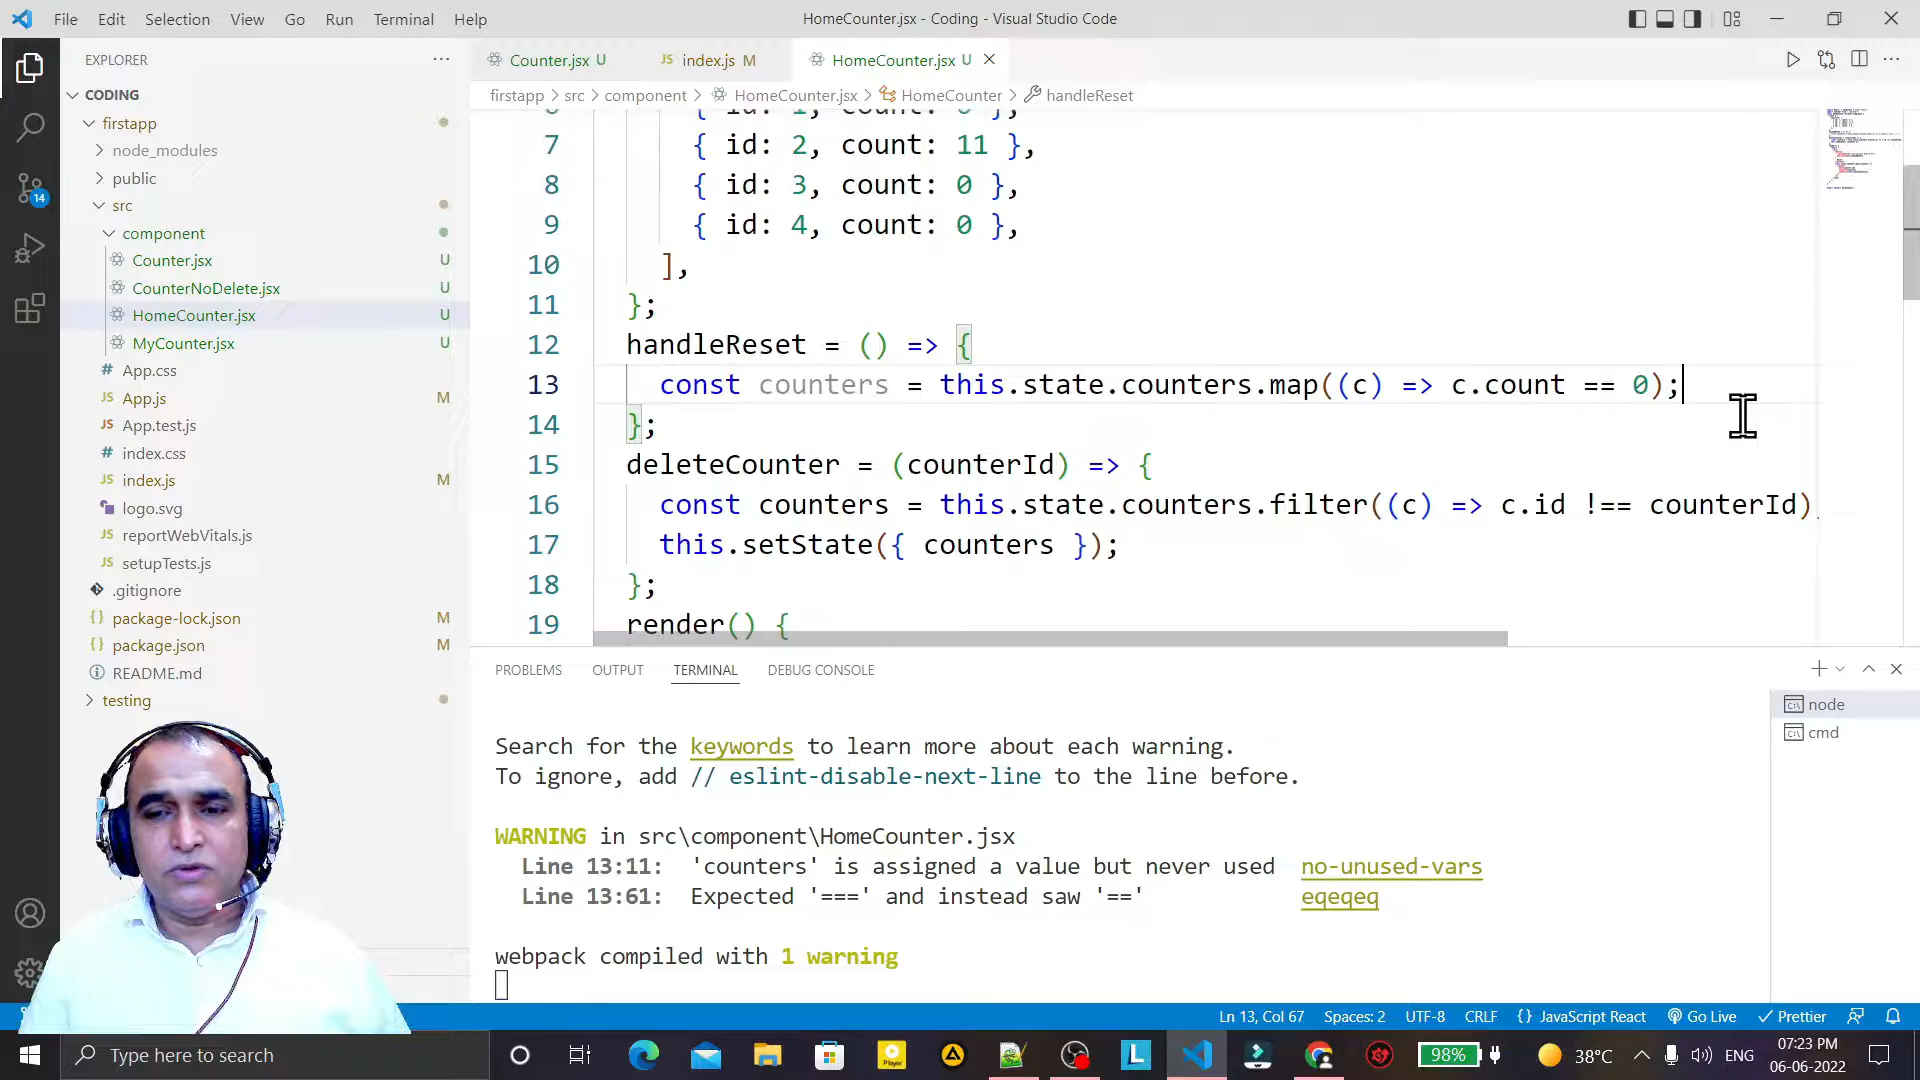 File Edit Selection View Go Run Terminal Help
HomeCounter.jsx - Coding - Visual Studio Code
EXPLORER
CODING
firstapp
node_modules
public
src
component
Counter.jsx U
CounterNoDelete.jsx U
HomeCounter.jsx U
MyCounter.jsx U
App.css
App.js M
App.test.js
index.css
index.js M
logo.svg
reportWebVitals.js
setupTests.js
.gitignore
package-lock.json M
package.json M
README.md
testing
14
Counter.jsx U
index.js M
HomeCounter.jsx U
firstapp > src > component > HomeCounter.jsx > HomeCounter > handleReset
7 { id: 2, count: 11 },
8 { id: 3, count: 0 },
9 { id: 4, count: 0 },
10 ],
11 };
12 handleReset = () => {
13 const counters = this.state.counters.map((c) => c.count == 0);
14 };
15 deleteCounter = (counterId) => {
16 const counters = this.state.counters.filter((c) => c.id !== counterId)
17 this.setState({ counters });
18 };
19 render() {
PROBLEMS OUTPUT TERMINAL DEBUG CONSOLE
node
cmd
Search for the keywords to learn more about each warning.
To ignore, add // eslint-disable-next-line to the line before.
WARNING in src\component\HomeCounter.jsx
Line 13:11: 'counters' is assigned a value but never used no-unused-vars
Line 13:61: Expected '===' and instead saw '==' eqeqeq
webpack compiled with 1 warning
Ln 13, Col 67 Spaces: 2 UTF-8 CRLF {} JavaScript React Go Live Prettier
Type here to search
Player
L
98%
38°C
ENG
07:23 PM
06-06-2022